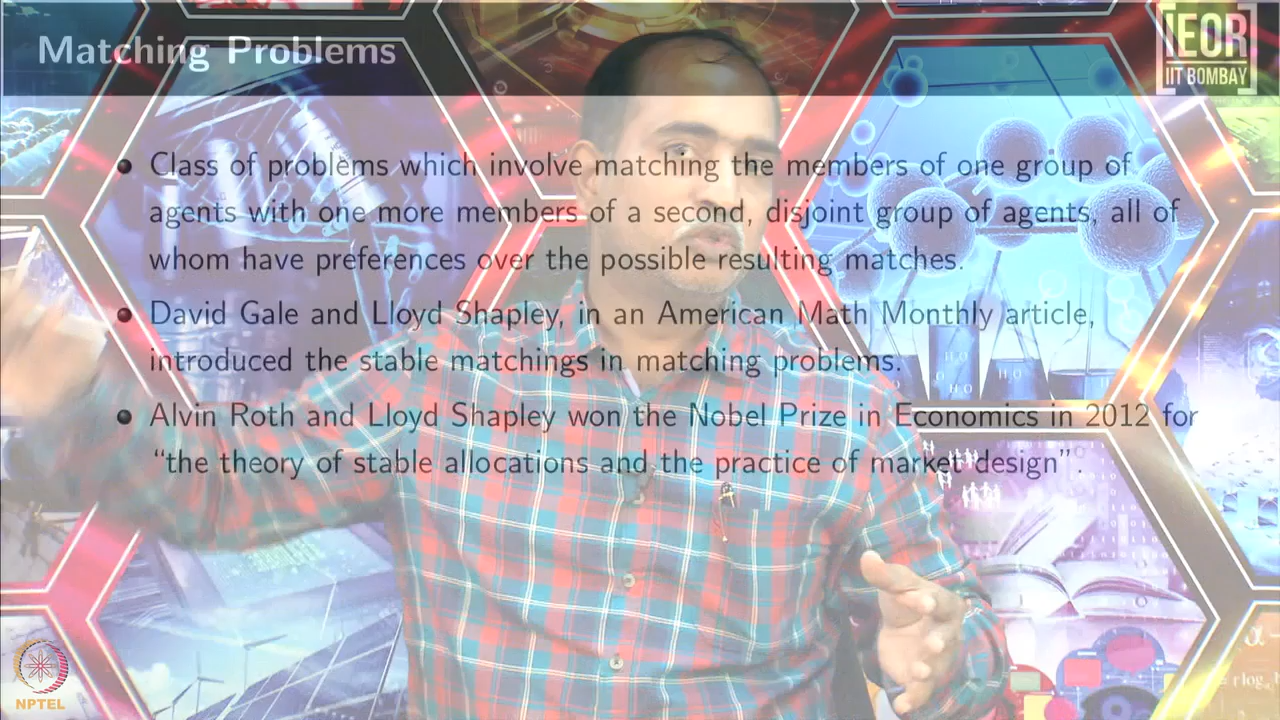 Matching Problems
IEOR
IIT BOMBAY
Class of problems which involve matching the members of one group of
agents with one more members of a second, disjoint group of agents, all of
whom have preferences over the possible resulting matches.
David Gale and Lloyd Shapley, in an American Math Monthly article,
introduced the stable matchings in matching problems.
Alvin Roth and Lloyd Shapley won the Nobel Prize in Economics in 2012 for
“the theory of stable allocations and the practice of market design”.
H₂O
H₂O
H₂O
NPTEL